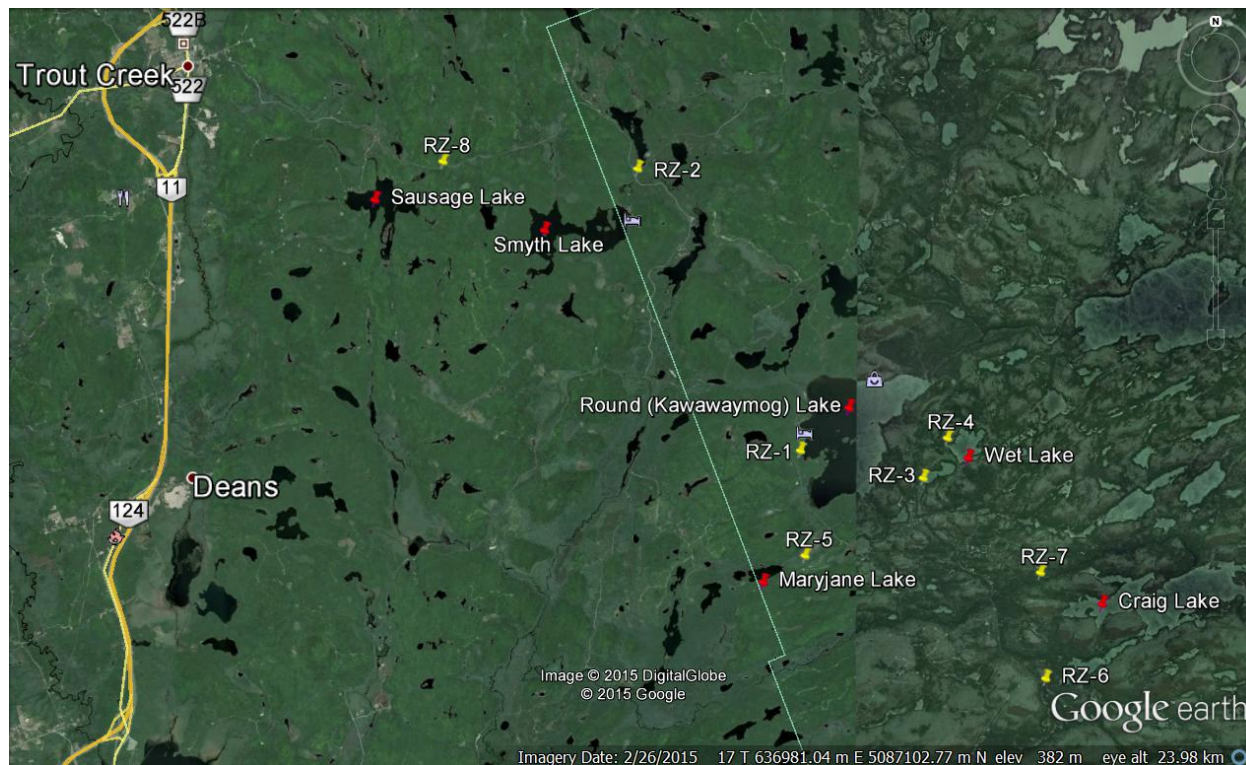 522B
N
Trout Creek
522
RZ-8
RZ-2
11
Sausage Lake
Smyth Lake
Round (Kawawaymog) Lake
RZ-4
RZ-1
Wet Lake
RZ-3
Deans
124
RZ-5
RZ-7
Maryjane Lake
Craig Lake
Image © 2015 DigitalGlobe
© 2015 Google
RZ-6
Google earth
Imagery Date: 2/26/2015 17 T 636981.04 m E 5087102.77 m N elev 382 m eye alt 23.98 km